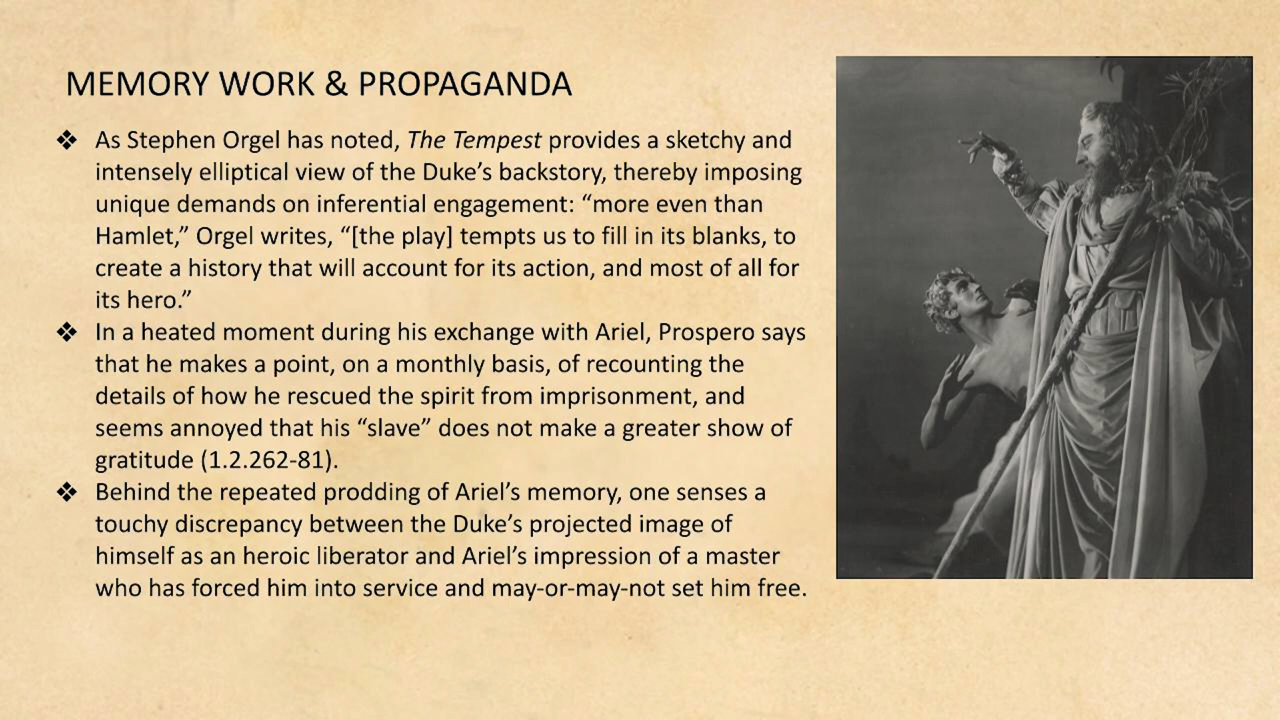 MEMORY WORK & PROPAGANDA
❖ As Stephen Orgel has noted, The Tempest provides a sketchy and
intensely elliptical view of the Duke’s backstory, thereby imposing
unique demands on inferential engagement: “more even than
Hamlet,” Orgel writes, “[the play] tempts us to fill in its blanks, to
create a history that will account for its action, and most of all for
its hero.”
❖ In a heated moment during his exchange with Ariel, Prospero says
that he makes a point, on a monthly basis, of recounting the
details of how he rescued the spirit from imprisonment, and
seems annoyed that his “slave” does not make a greater show of
gratitude (1.2.262-81).
❖ Behind the repeated prodding of Ariel’s memory, one senses a
touchy discrepancy between the Duke’s projected image of
himself as an heroic liberator and Ariel’s impression of a master
who has forced him into service and may-or-may-not set him free.